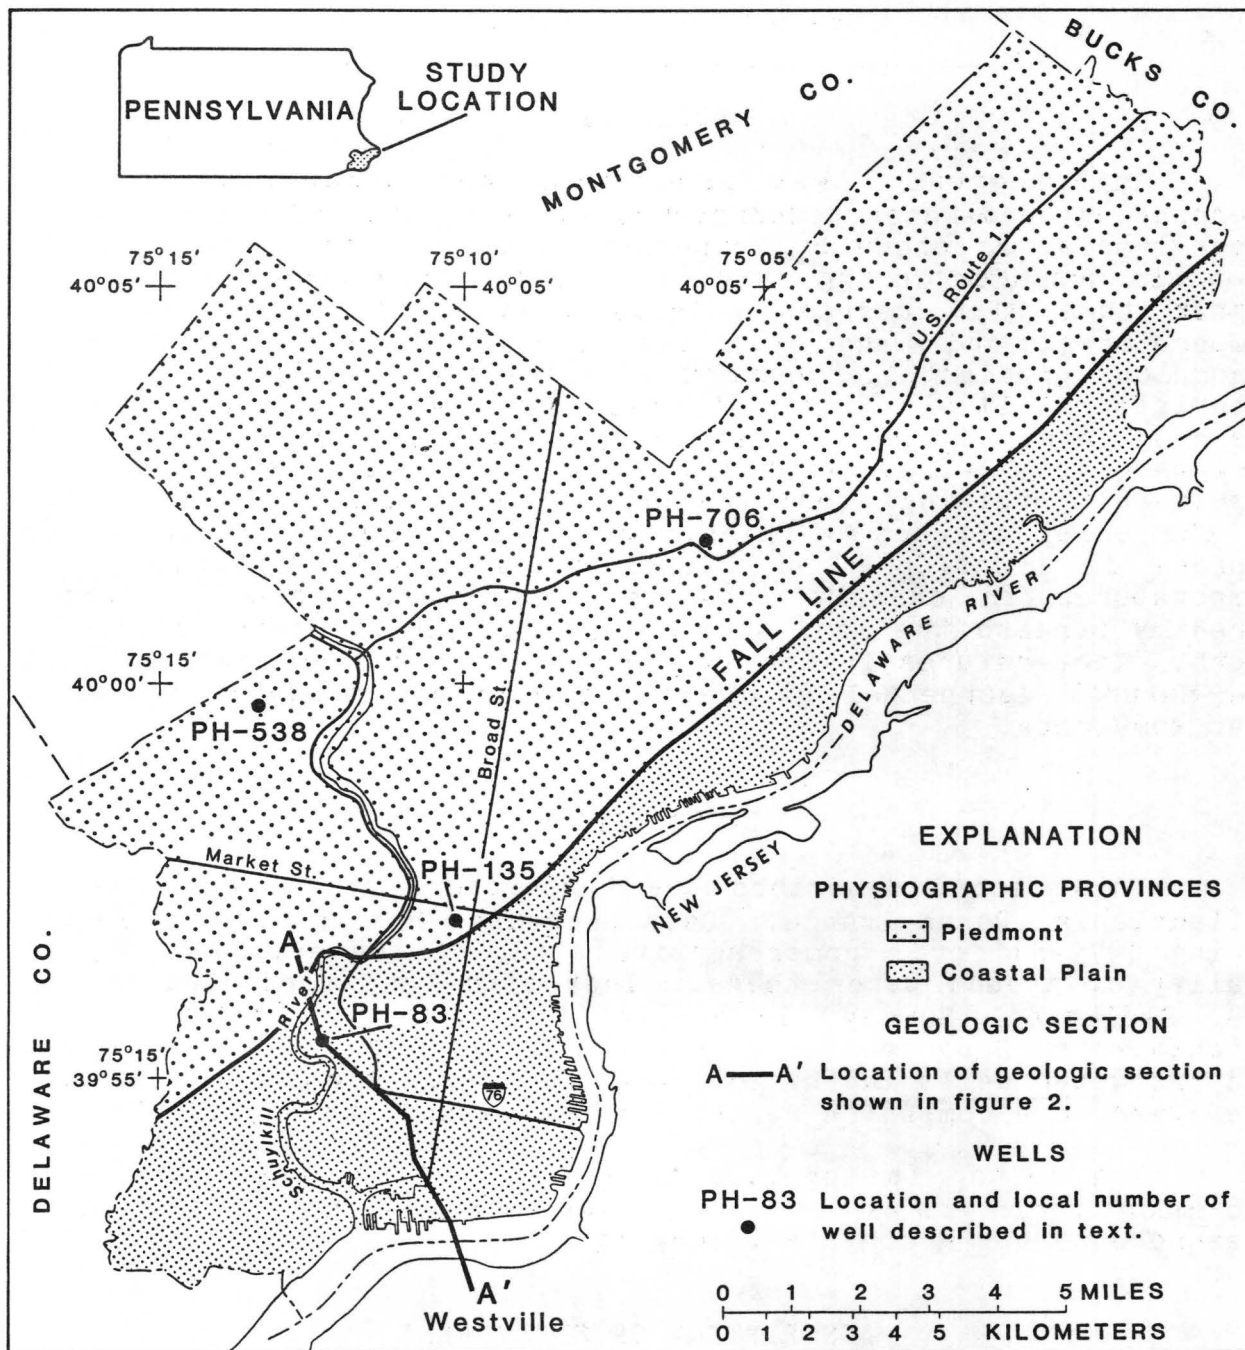 BUCKS CO.
STUDY
LOCATION
PENNSYLVANIA
MONTGOMERY CO.
75°15'
40°05'
75°10'
40°05'
75°05'
40°05'
U.S. Route 1
PH-706
FALL LINE
DELAWARE RIVER
75°15'
40°00'
PH-538
Broad St.
Market St.
PH-135
NEW JERSEY
A
River
PH-83
DELAWARE CO.
75°15'
39°55'
76
Schuylkill
A'
Westville
EXPLANATION
PHYSIOGRAPHIC PROVINCES
Piedmont
Coastal Plain
GEOLOGIC SECTION
A—A' Location of geologic section
shown in figure 2.
WELLS
PH-83 Location and local number of
well described in text.
0 1 2 3 4 5 MILES
0 1 2 3 4 5 KILOMETERS